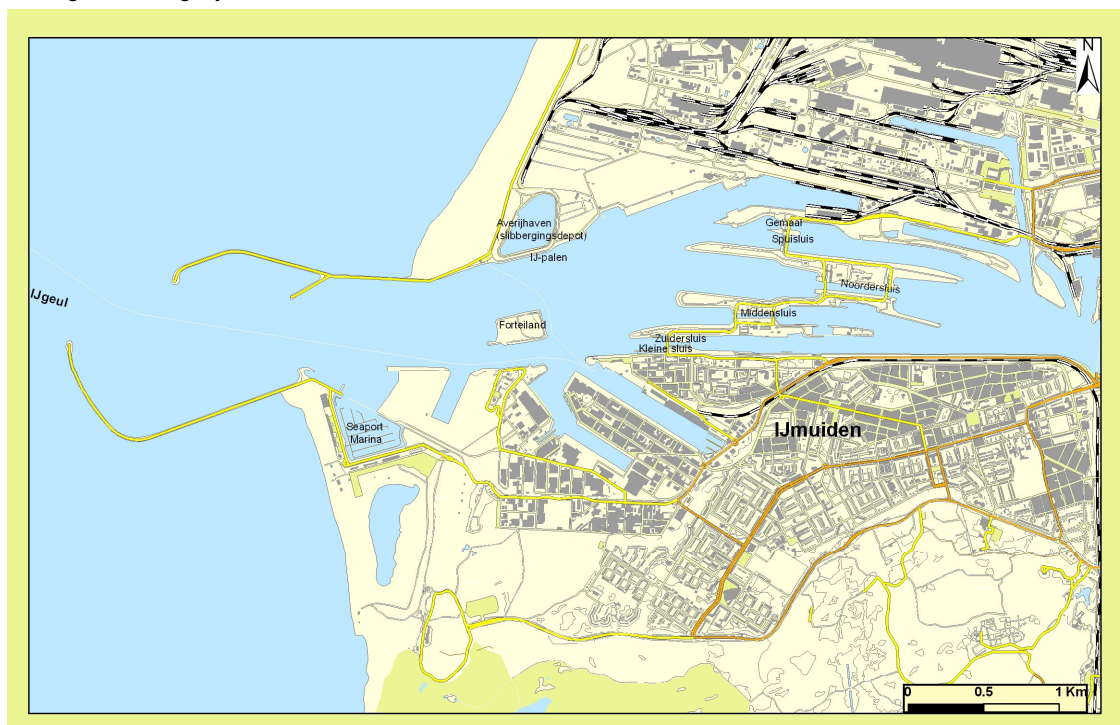 N
Averijhaven
(slibbergingsdepot)
IJ-palen
Gemaal
Spuisluis
Noordersluis
IJgeul
Forteiland
Middensluis
Zuidersluis
Kleine sluis
Seaport
Marina
IJmuiden
0 0.5 1 Km